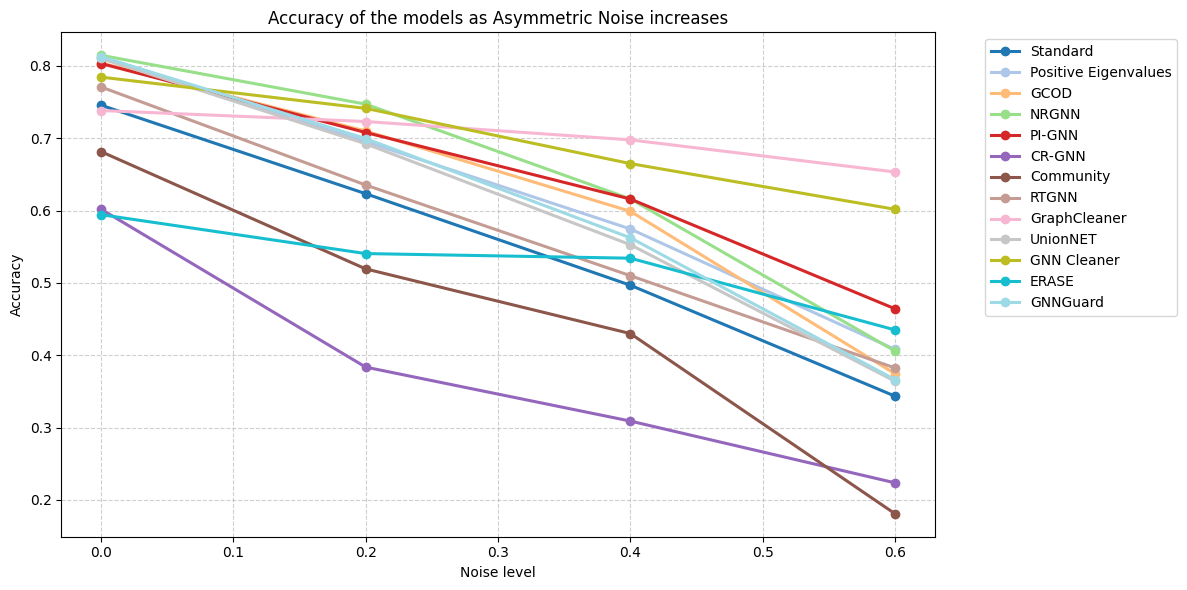 Accuracy of the models as Asymmetric Noise increases
Accuracy
0.8
0.7
0.6
0.5
0.4
0.3
0.2
0.0
0.1
0.2
0.3
0.4
0.5
0.6
Noise level
Standard
Positive Eigenvalues
GCOD
NRGNN
PI-GNN
CR-GNN
Community
RTGNN
GraphCleaner
UnionNET
GNN Cleaner
ERASE
GNNGuard